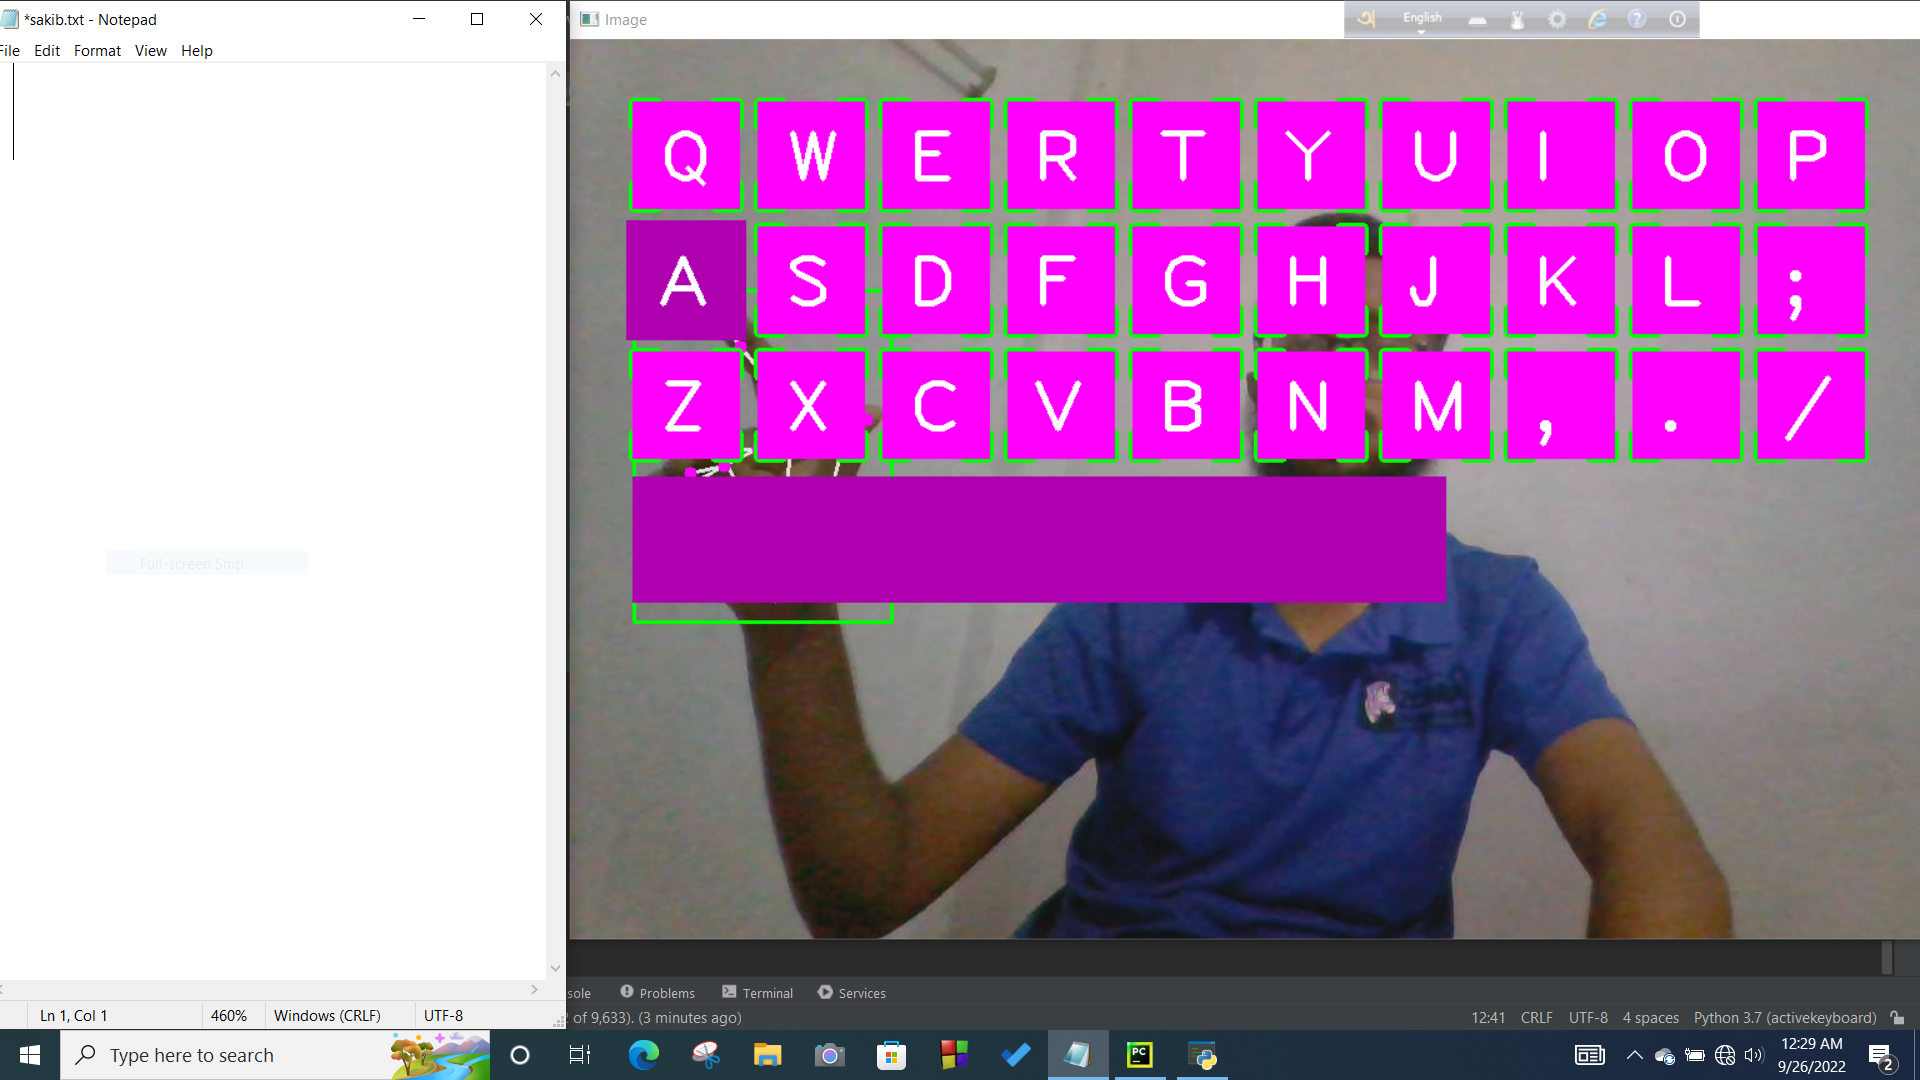 *sakib.txt - Notepad
File Edit Format View Help
Full-screen Snip
Ln 1, Col 1 460% Windows (CRLF) UTF-8
Image
English
Q W E R T Y U I O P
A S D F G H J K L ;
Z X C V B N M , . /
sole Problems Terminal Services
of 9,633). (3 minutes ago) 12:41 CRLF UTF-8 4 spaces Python 3.7 (activekeyboard)
Type here to search
PC
12:29 AM
9/26/2022
2